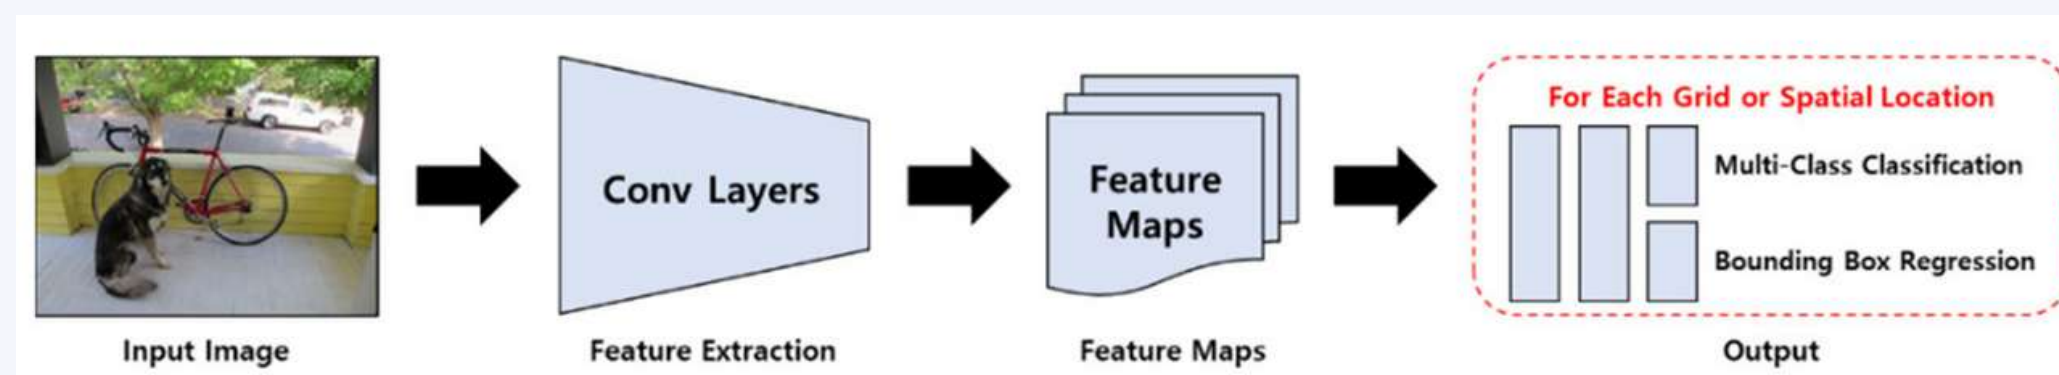 For Each Grid or Spatial Location
Conv Layers
Feature
Maps
Multi-Class Classification
Bounding Box Regression
Input Image
Feature Extraction
Feature Maps
Output